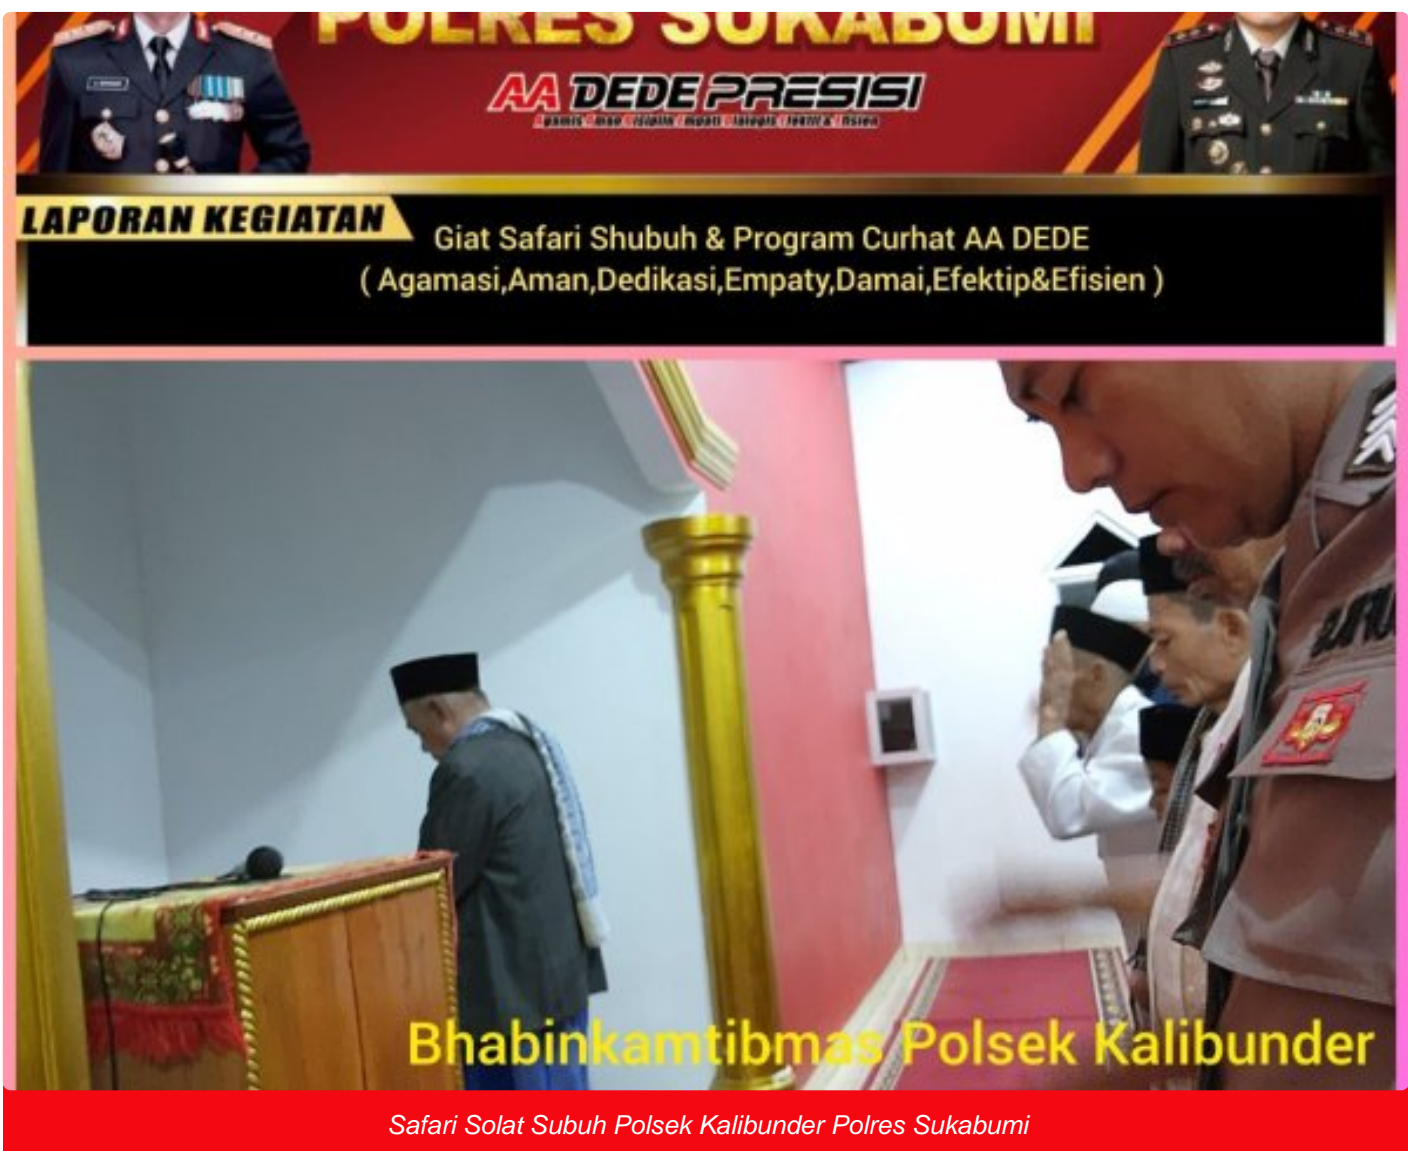 POLRES SUKABUMI
AA DEDE PRESISI
LAPORAN KEGIATAN
Giat Safari Shubuh & Program Curhat AA DEDE
( Agamasi,Aman,Dedikasi,Empaty,Damai,Efektip&Efisien )
Bhabinkamtibmas Polsek Kalibunder
Safari Solat Subuh Polsek Kalibunder Polres Sukabumi